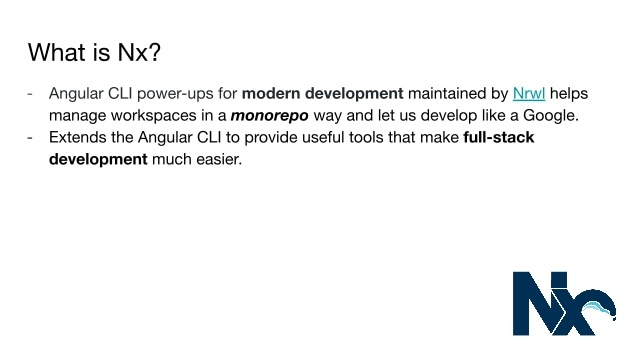 What is Nx?
- Angular CLI power-ups for modern development maintained by Nrwl helps
manage workspaces in a monorepo way and let us develop like a Google.
- Extends the Angular CLI to provide useful tools that make full-stack
development much easier.
Nx